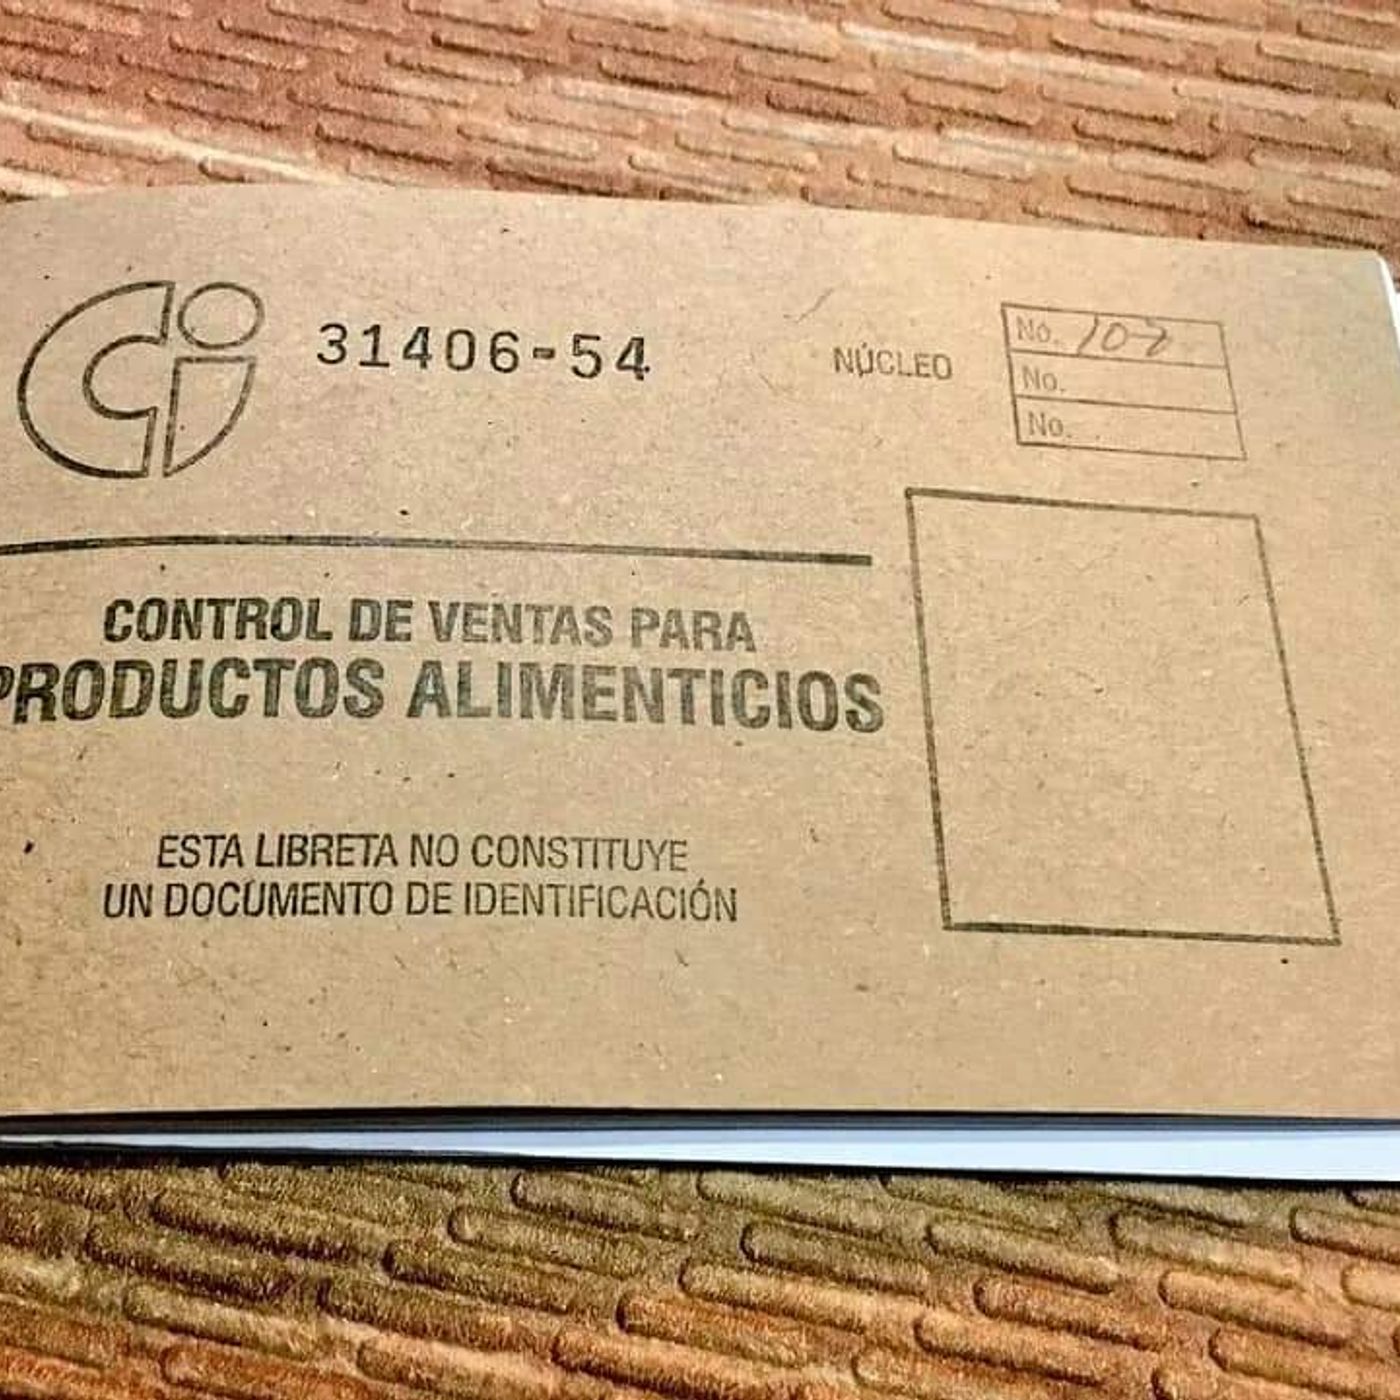 Ci
31406-54
NÚCLEO
No. 107
No.
No.
CONTROL DE VENTAS PARA
PRODUCTOS ALIMENTICIOS
ESTA LIBRETA NO CONSTITUYE
UN DOCUMENTO DE IDENTIFICACIÓN